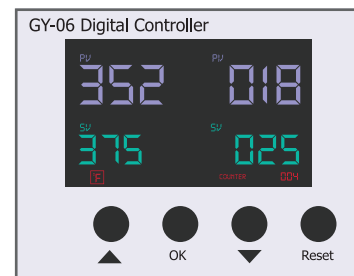 GY-06 Digital Controller
PV PV
352 018
SV SV
375 025
°F COUNTER 004
OK Reset